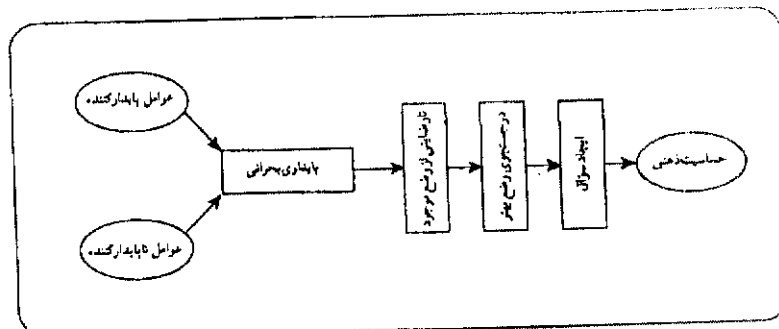 عوامل پایدارکننده
پایداری بحرانی
عوامل ناپایدارکننده
نارضایتی از وضع موجود
در جستجوی وضع بهتر
ایجاد سؤال
حساسیت ذهنی